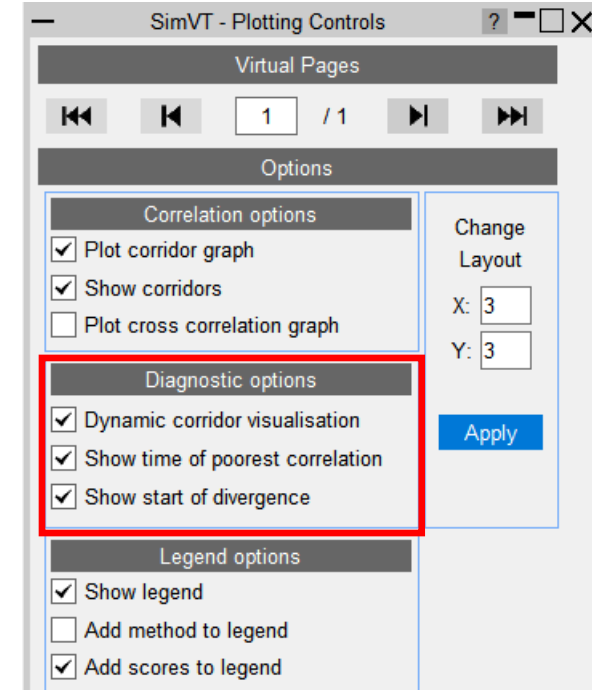 SimVT - Plotting Controls ?
Virtual Pages
1 / 1
Options
Correlation options
Plot corridor graph
Show corridors
Plot cross correlation graph
Change
Layout
X: 3
Y: 3
Apply
Diagnostic options
Dynamic corridor visualisation
Show time of poorest correlation
Show start of divergence
Legend options
Show legend
Add method to legend
Add scores to legend